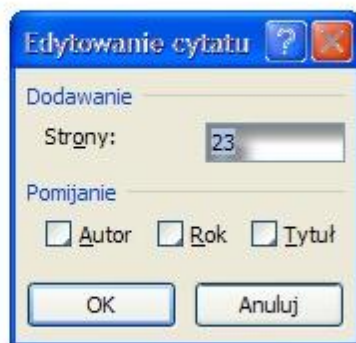 Edytowanie cytatu ?
Dodawanie
Strony: 23
Pomijanie
Autor Rok Tytuł
OK Anuluj